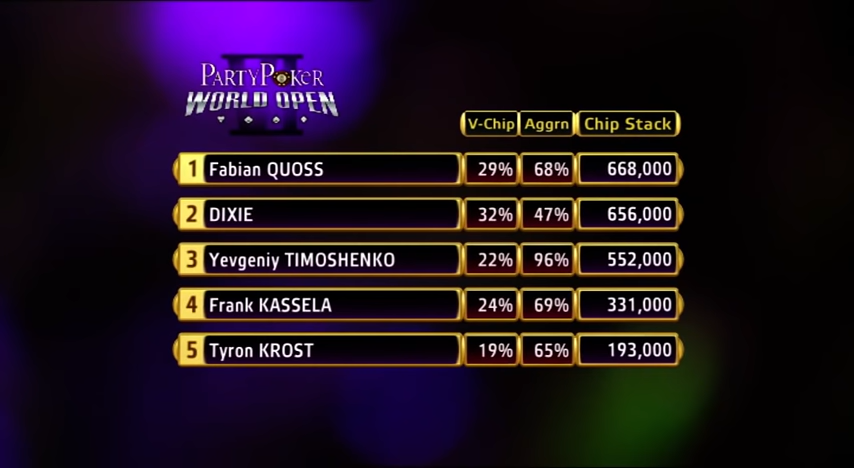 PARTYPOKER
WORLD OPEN
V-Chip Aggrn Chip Stack
1 Fabian QUOSS 29% 68% 668,000
2 DIXIE 32% 47% 656,000
3 Yevgeniy TIMOSHENKO 22% 96% 552,000
4 Frank KASSELA 24% 69% 331,000
5 Tyron KROST 19% 65% 193,000